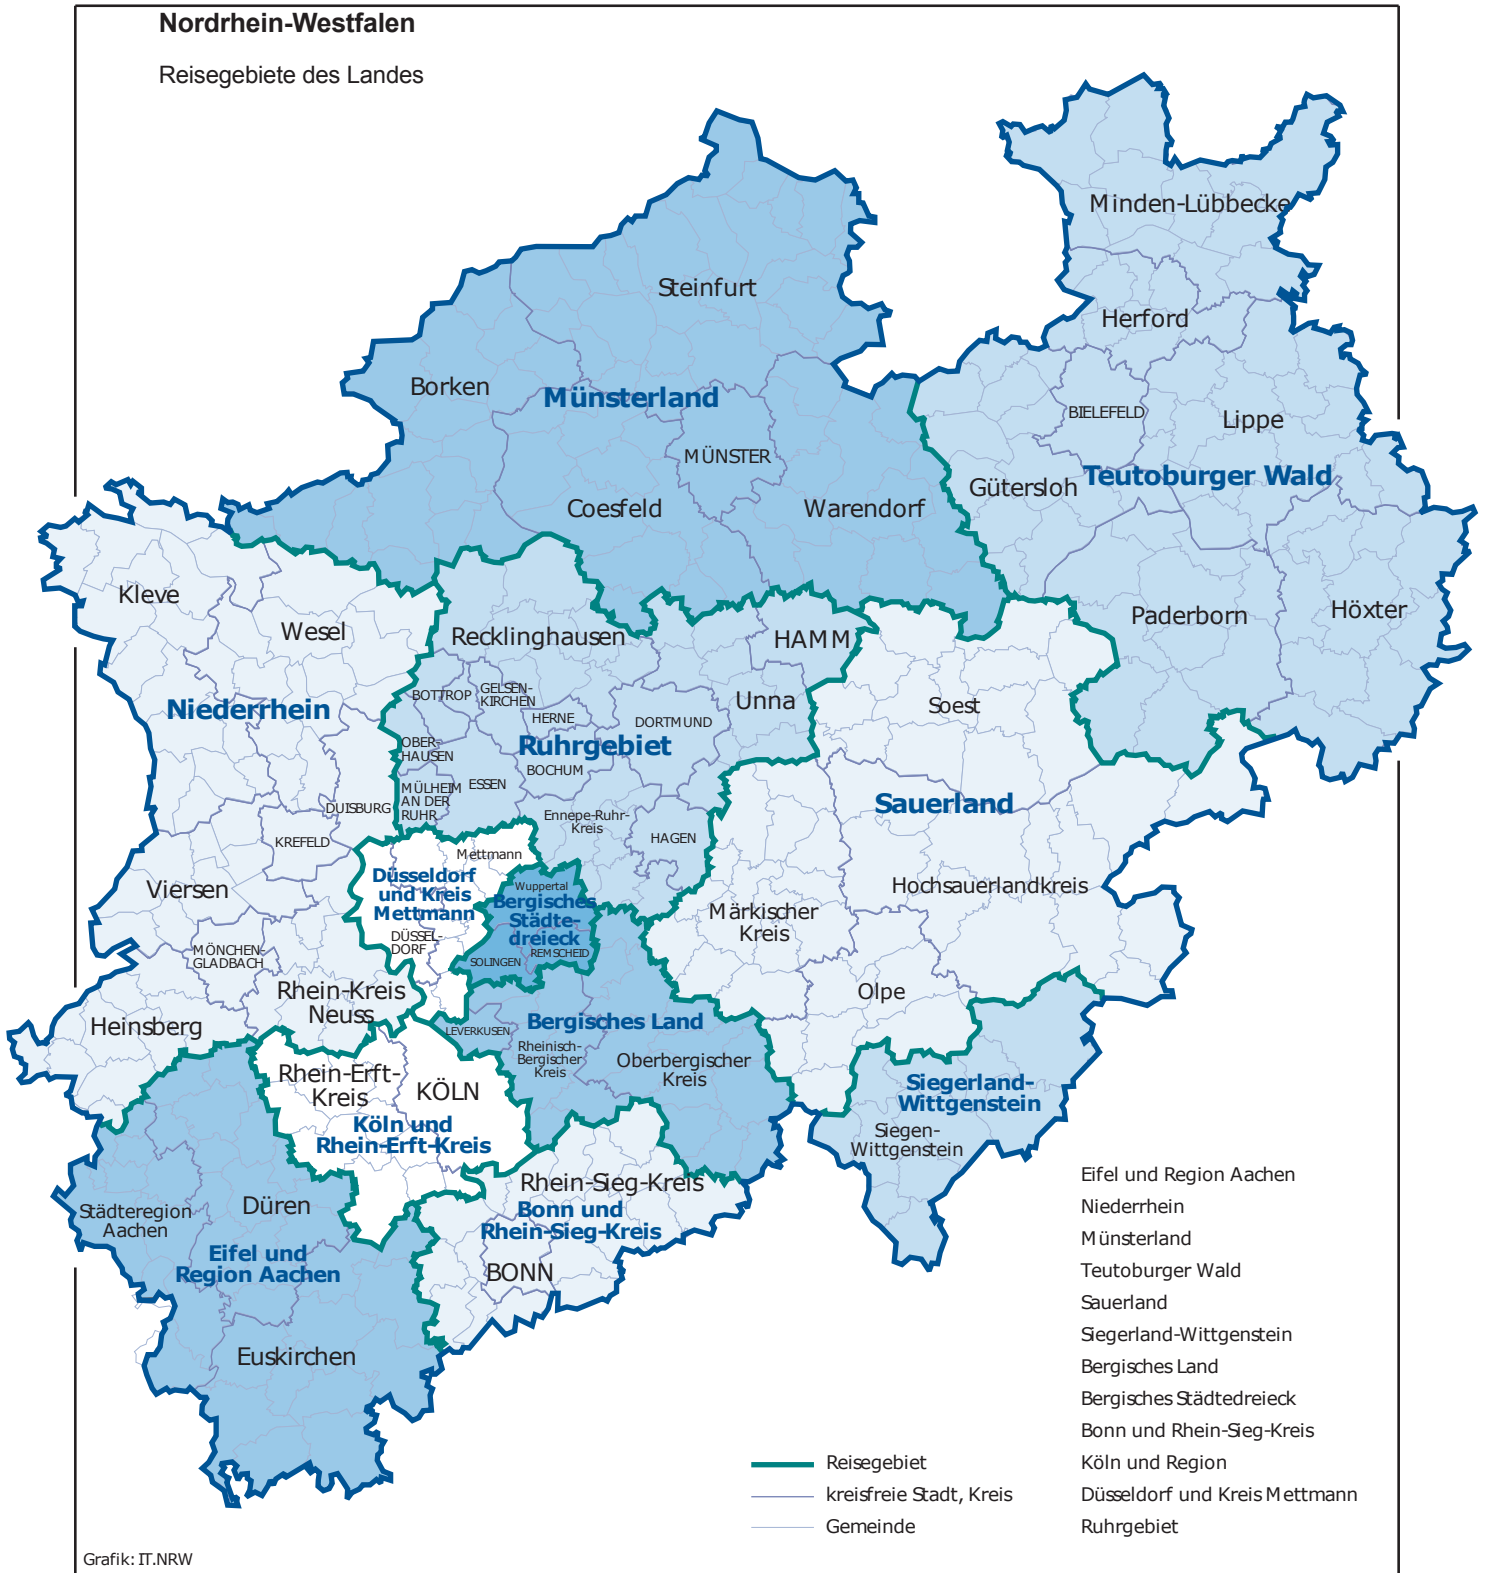 Nordrhein-Westfalen
Reisegebiete des Landes
Minden-Lübbecke
Steinfurt
Herford
Borken
Münsterland
BIELEFELD
Lippe
MÜNSTER
Teutoburger Wald
Gütersloh
Coesfeld
Warendorf
Kleve
Wesel
Recklinghausen
HAMM
Paderborn
Höxter
BOTTROP
GELSEN-
KIRCHEN
Unna
Soest
Niederrhein
HERNE
DORTMUND
Ruhrgebiet
OBER-
HAUSEN
BOCHUM
MÜLHEIM
AN DER
RUHR
ESSEN
DUISBURG
Sauerland
Ennepe-Ruhr-
Kreis
HAGEN
KREFELD
Mettmann
Viersen
Düsseldorf
und Kreis
Mettmann
Wuppertal
Bergisches
Städte-
dreieck
Hochsauerlandkreis
Märkischer
Kreis
DÜSSEL-
DORF
MÖNCHEN-
GLADBACH
SOLINGEN
REMSCHEID
Rhein-Kreis
Neuss
Olpe
Heinsberg
LEVERKUSEN
Bergisches Land
Rheinisch-
Bergischer
Kreis
Oberbergischer
Kreis
Rhein-Erft-
Kreis
KÖLN
Siegerland-
Wittgenstein
Köln und
Rhein-Erft-Kreis
Siegen-
Wittgenstein
Rhein-Sieg-Kreis
Bonn und
Rhein-Sieg-Kreis
Düren
Städteregion
Aachen
Eifel und
Region Aachen
BONN
Euskirchen
Eifel und Region Aachen
Niederrhein
Münsterland
Teutoburger Wald
Sauerland
Siegerland-Wittgenstein
Bergisches Land
Bergisches Städtedreieck
Bonn und Rhein-Sieg-Kreis
Köln und Region
Düsseldorf und Kreis Mettmann
Ruhrgebiet
Reisegebiet
kreisfreie Stadt, Kreis
Gemeinde
Grafik: IT.NRW